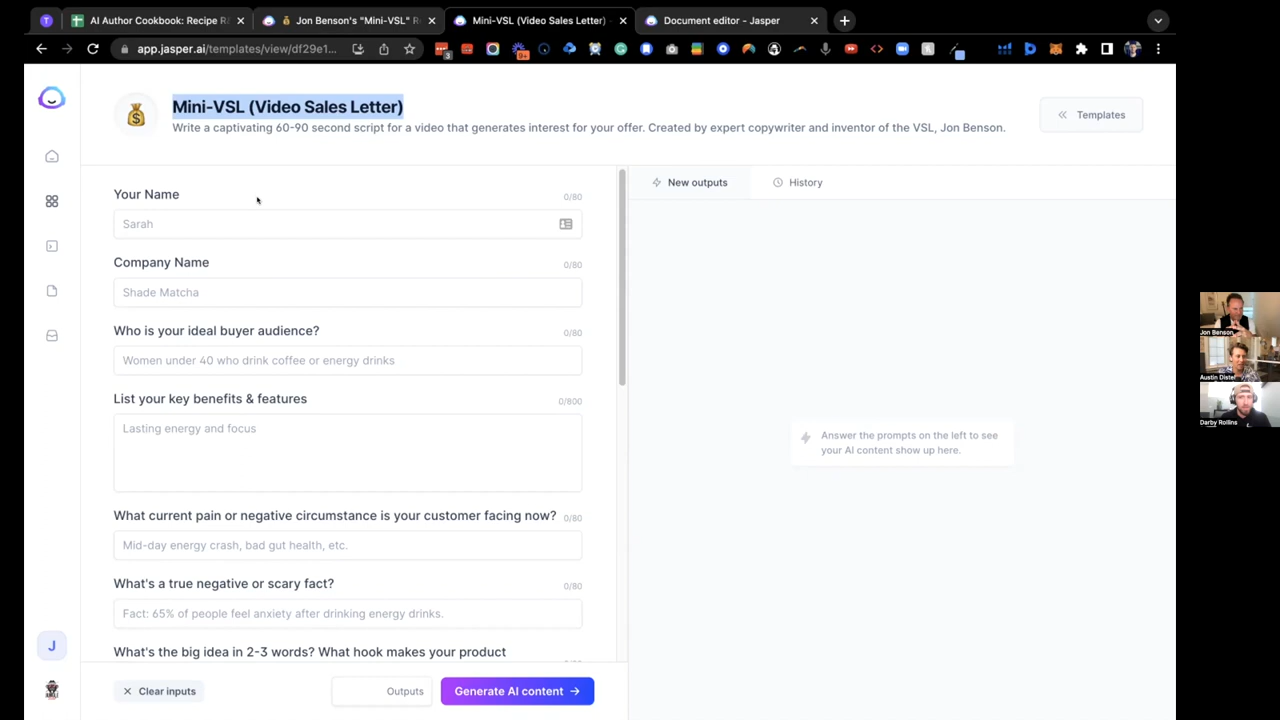 AI Author Cookbook: Recipe R
Jon Benson's "Mini-VSL" R
Mini-VSL (Video Sales Letter)
Document editor - Jasper
app.jasper.ai/templates/view/df29e1...
Mini-VSL (Video Sales Letter)
Write a captivating 60-90 second script for a video that generates interest for your offer. Created by expert copywriter and inventor of the VSL, Jon Benson.
Templates
Your Name
0/80
Sarah
Company Name
0/80
Shade Matcha
Who is your ideal buyer audience?
0/80
Women under 40 who drink coffee or energy drinks
List your key benefits & features
0/800
Lasting energy and focus
What current pain or negative circumstance is your customer facing now?
0/80
Mid-day energy crash, bad gut health, etc.
What's a true negative or scary fact?
0/80
Fact: 65% of people feel anxiety after drinking energy drinks.
What's the big idea in 2-3 words? What hook makes your product
Clear inputs
Outputs
Generate AI content
New outputs
History
Answer the prompts on the left to see
your AI content show up here.
J
Jon Benson
Austin Distel
Darby Rollins